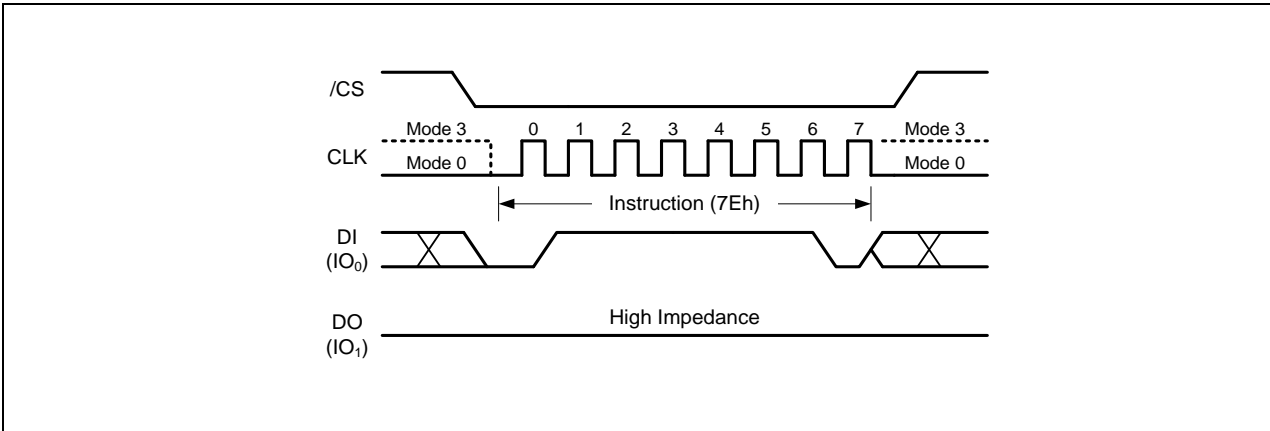 /CS
Mode 3 0 1 2 3 4 5 6 7 Mode 3
CLK
Mode 0 Mode 0
Instruction (7Eh)
DI
(IO₀)
DO High Impedance
(IO₁)